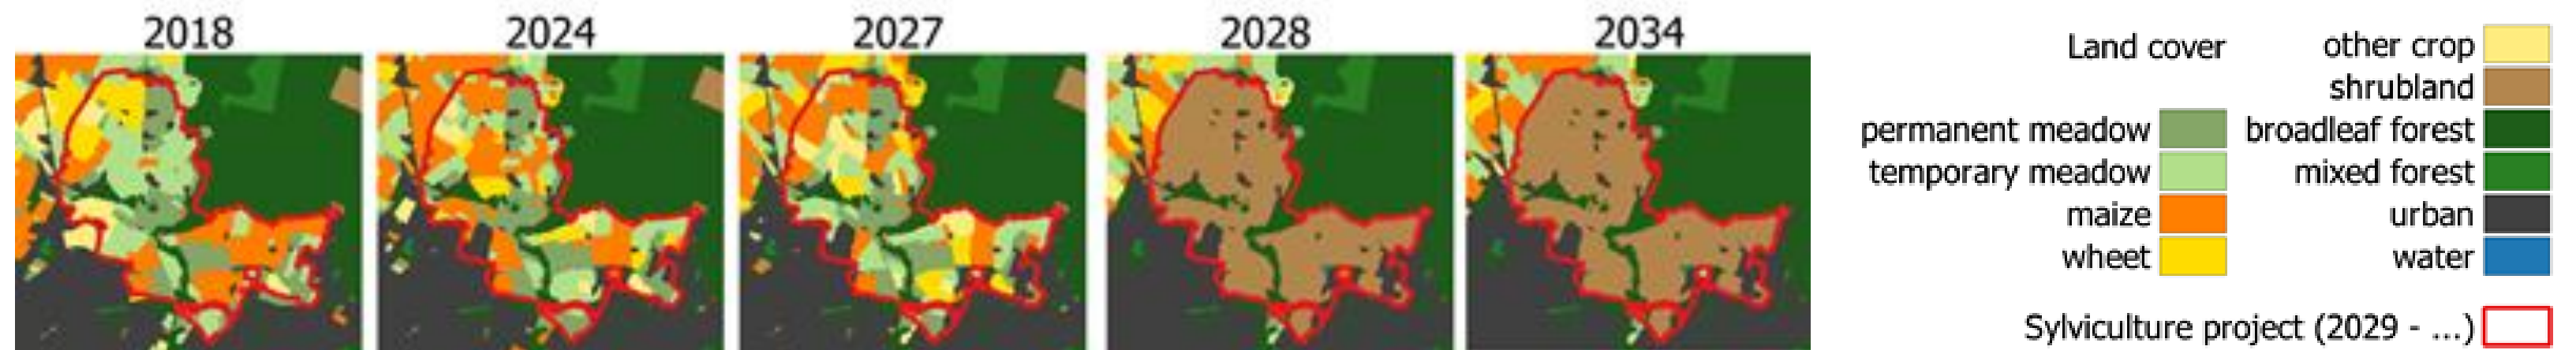 2018
2024
2027
2028
2034
Land cover
other crop
shrubland
permanent meadow
broadleaf forest
temporary meadow
mixed forest
maize
urban
wheet
water
Sylviculture project (2029 - ...)